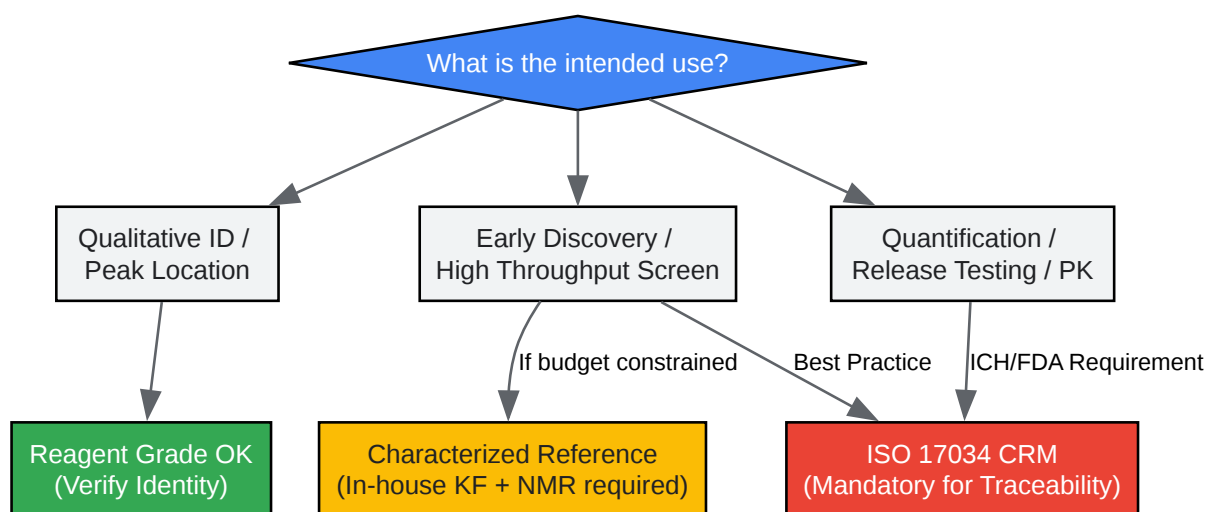 What is the intended use?
Qualitative ID /
Peak Location
Early Discovery /
High Throughput Screen
Quantification /
Release Testing / PK
If budget constrained
Best Practice
ICH/FDA Requirement
Reagent Grade OK
(Verify Identity)
Characterized Reference
(In-house KF + NMR required)
ISO 17034 CRM
(Mandatory for Traceability)